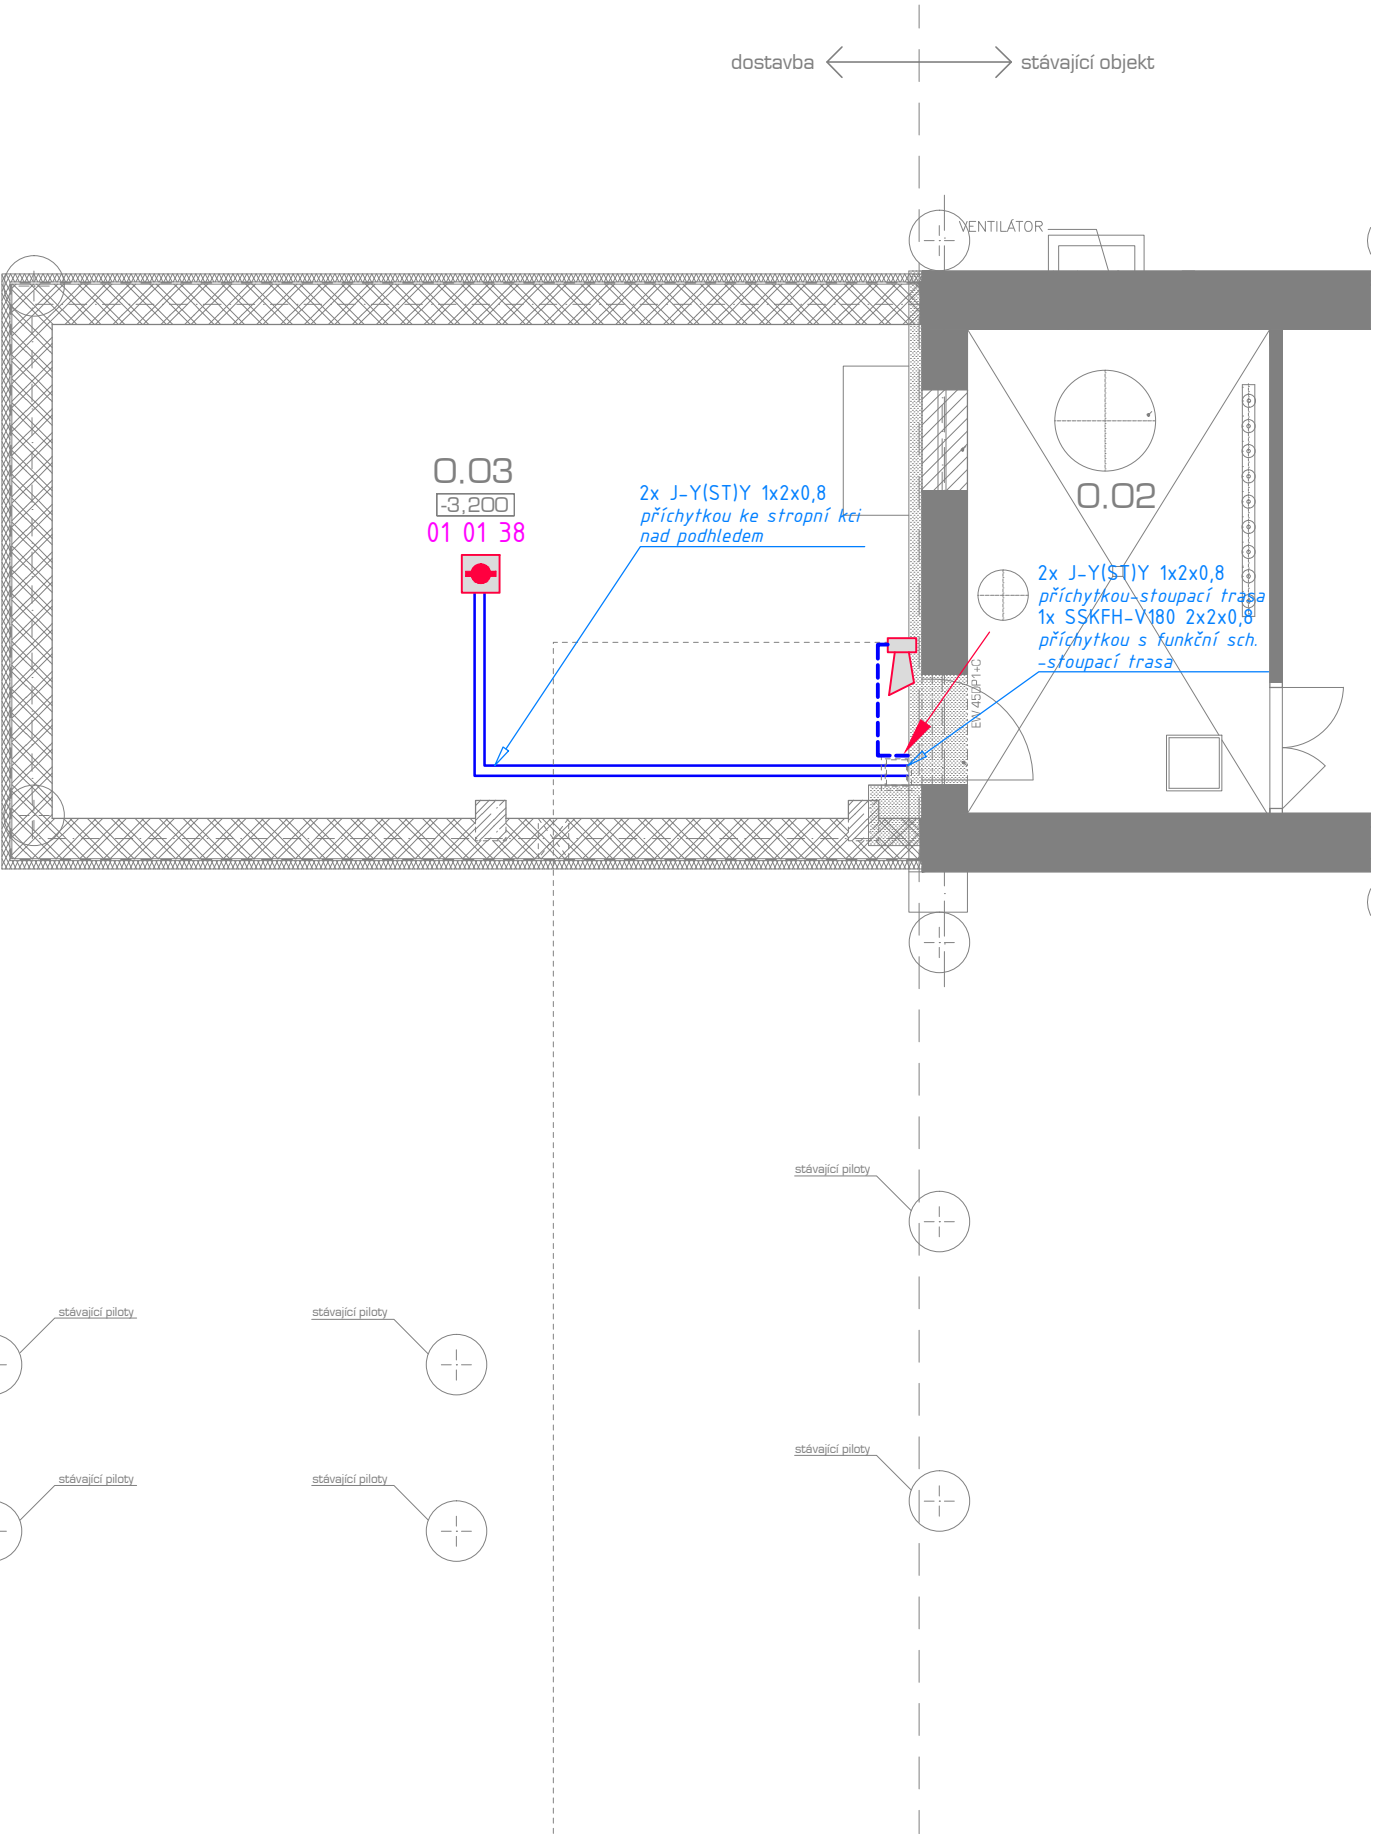 dostavba
stávající objekt
VENTILÁTOR
0.03
-3,200
01 01 38
2x J-Y(ST)Y 1x2x0,8
příchytkou ke stropní kci
nad podhledem
0.02
2x J-Y(ST)Y 1x2x0,8
příchytkou-stoupací trasa
1x SSKFH-V180 2x2x0,8
příchytkou s funkční sch.
-stoupací trasa
EW 45DP1+C
stávající piloty
stávající piloty
stávající piloty
stávající piloty
stávající piloty
stávající piloty